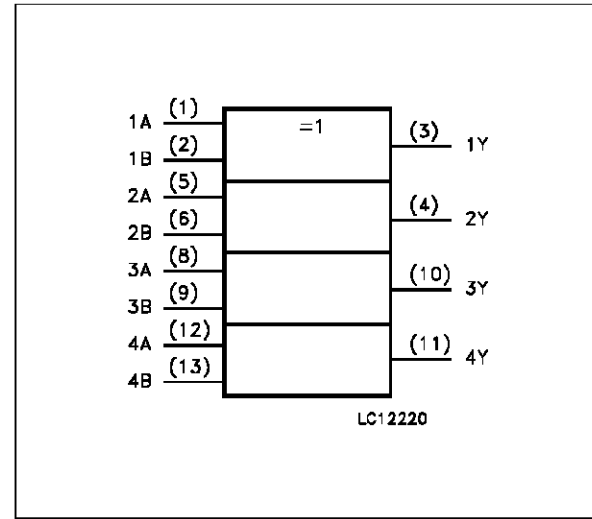 1A (1) =1 (3) 1Y
1B (2)
2A (5) (4) 2Y
2B (6)
3A (8) (10) 3Y
3B (9)
4A (12) (11) 4Y
4B (13)
LC12220